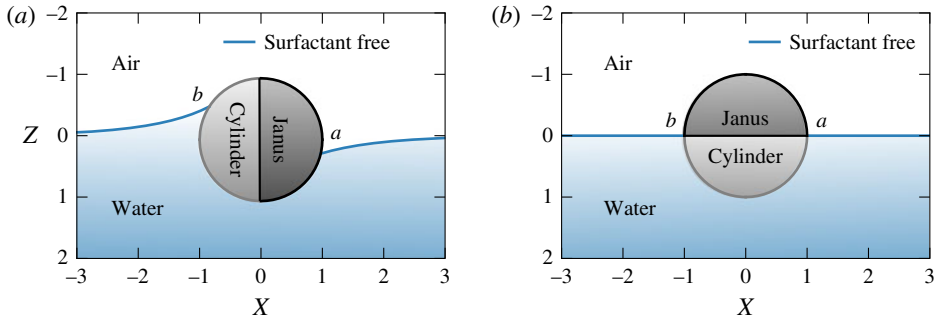 (a)
−2
Surfactant free
Air
−1
b
Z
0
Cylinder
Janus
a
1
Water
2
−3
−2
−1
0
1
2
3
X
(b)
−2
Surfactant free
Air
−1
b
Janus
a
0
Cylinder
1
Water
2
−3
−2
−1
0
1
2
3
X